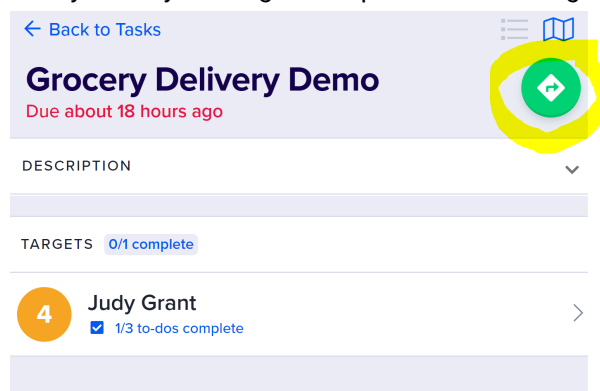 Back to Tasks
Grocery Delivery Demo
Due about 18 hours ago
DESCRIPTION
TARGETS 0/1 complete
4
Judy Grant
1/3 to-dos complete